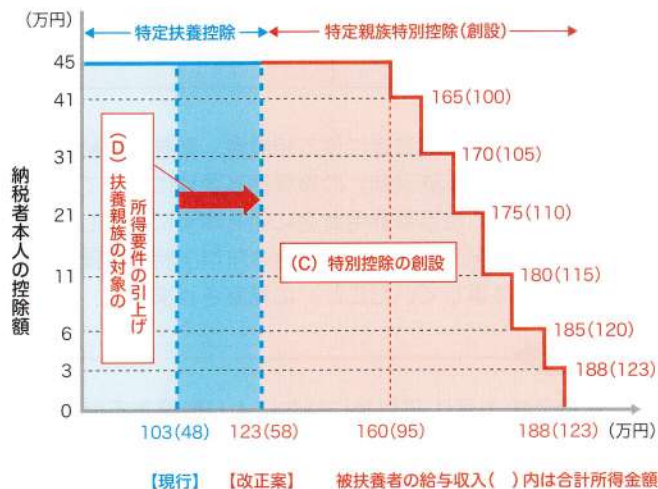 (万円)
特定扶養控除
特定親族特別控除(創設)
45
41
31
21
11
6
3
0
納税者本人の控除額
(D) 扶養親族の対象の
所得要件の引上げ
(C) 特別控除の創設
165(100)
170(105)
175(110)
180(115)
185(120)
188(123)
103(48)
123(58)
160(95)
188(123)
(万円)
【現行】
【改正案】
被扶養者の給与収入( )内は合計所得金額